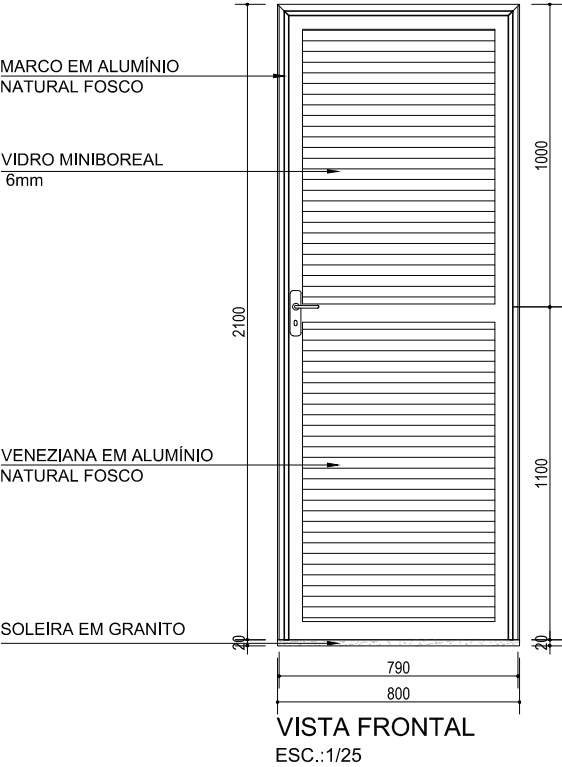 MARCO EM ALUMÍNIO
NATURAL FOSCO
1000
VIDRO MINIBOREAL
6mm
2100
VENEZIANA EM ALUMÍNIO
NATURAL FOSCO
1100
SOLEIRA EM GRANITO
20
20
790
800
VISTA FRONTAL
ESC.:1/25